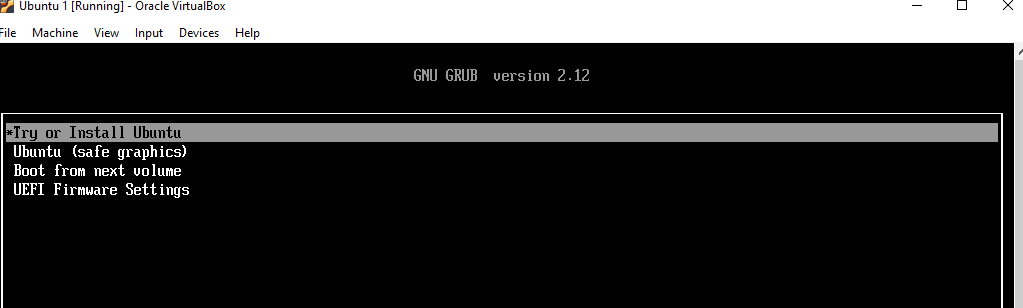 Ubuntu 1 [Running] - Oracle VirtualBox
File Machine View Input Devices Help
GNU GRUB version 2.12
*Try or Install Ubuntu
Ubuntu (safe graphics)
Boot from next volume
UEFI Firmware Settings